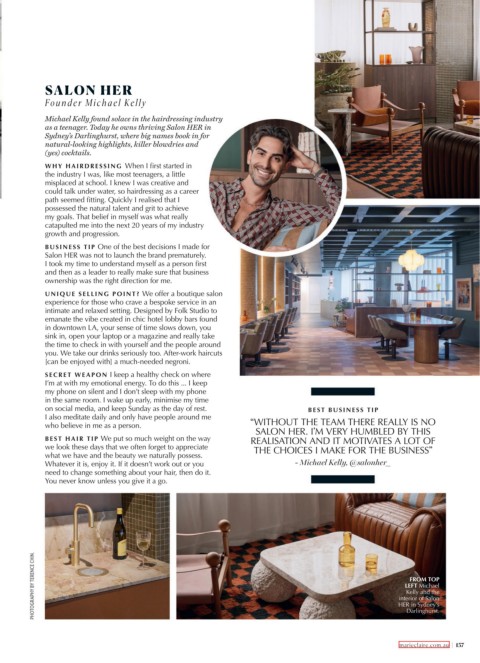 SALON HER
Founder Michael Kelly
Michael Kelly found solace in the hairdressing industry
as a teenager. Today he owns thriving Salon HER in
Sydney's Darlinghurst, where big names book in for
natural-looking highlights, killer blowdries and
(yes) cocktails.
WHY HAIRDRESSING When I first started in
the industry I was, like most teenagers, a little
misplaced at school. I knew I was creative and
could talk under water, so hairdressing as a career
path seemed fitting. Quickly I realised that I
possessed the natural talent and grit to achieve
my goals. That belief in myself was what really
catapulted me into the next 20 years of my industry
growth and progression.
BUSINESS TIP One of the best decisions I made for
Salon HER was not to launch the brand prematurely.
I took my time to understand myself as a person first
and then as a leader to really make sure that business
ownership was the right direction for me.
UNIQUE SELLING POINT? We offer a boutique salon
experience for those who crave a bespoke service in an
intimate and relaxed setting. Designed by Folk Studio to
emanate the vibe created in chic hotel lobby bars found
in downtown LA, your sense of time slows down, you
sink in, open your laptop or a magazine and really take
the time to check in with yourself and the people around
you. We take our drinks seriously too. After-work haircuts
[can be enjoyed with] a much-needed negroni.
SECRET WEAPON I keep a healthy check on where
I'm at with my emotional energy. To do this ... I keep
my phone on silent and I don't sleep with my phone
in the same room. I wake up early, minimise my time
on social media, and keep Sunday as the day of rest.
I also meditate daily and only have people around me
who believe in me as a person.
BEST HAIR TIP We put so much weight on the way
we look these days that we often forget to appreciate
what we have and the beauty we naturally possess.
Whatever it is, enjoy it. If it doesn't work out or you
need to change something about your hair, then do it.
You never know unless you give it a go.
BEST BUSINESS TIP
"WITHOUT THE TEAM THERE REALLY IS NO
SALON HER. I'M VERY HUMBLED BY THIS
REALISATION AND IT MOTIVATES A LOT OF
THE CHOICES I MAKE FOR THE BUSINESS"
- Michael Kelly, @salonher_
FROM TOP
LEFT Michael
Kelly and the
interior of Salon
HER in Sydney's
Darlinghurst.
PHOTOGRAPHY BY TERENCE CHIN.
marieclaire.com.au | 157